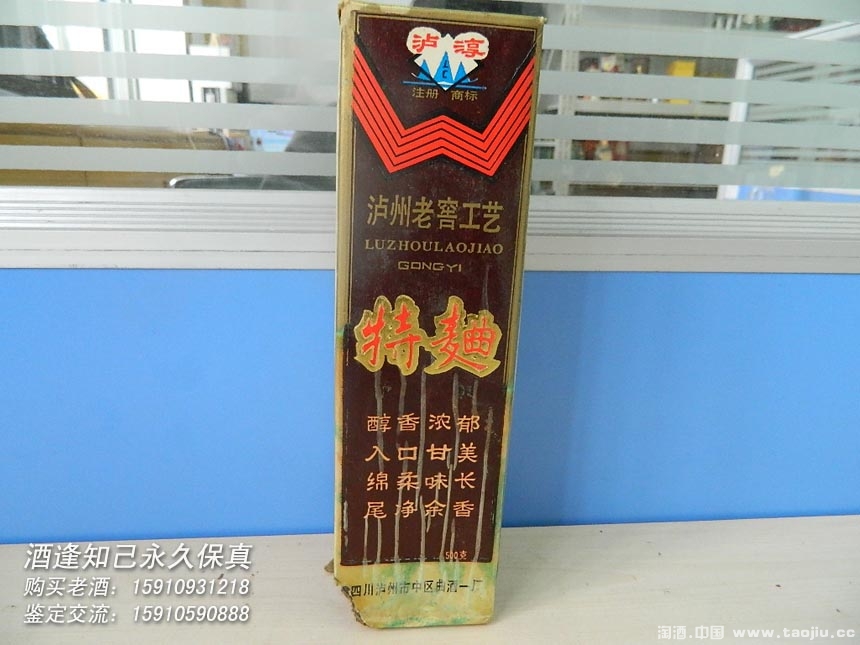 泸淳
注册 商标
泸州老窖工艺
LUZHOULAOJIAO
GONGYI
特麯
醇香浓郁
入口甘美
绵柔味长
尾净余香
500克
四川泸州市中区曲酒一厂
酒逢知己永久保真
购买老酒：15910931218
鉴定交流：15910590888
淘酒.中国 www.taojiu.cc